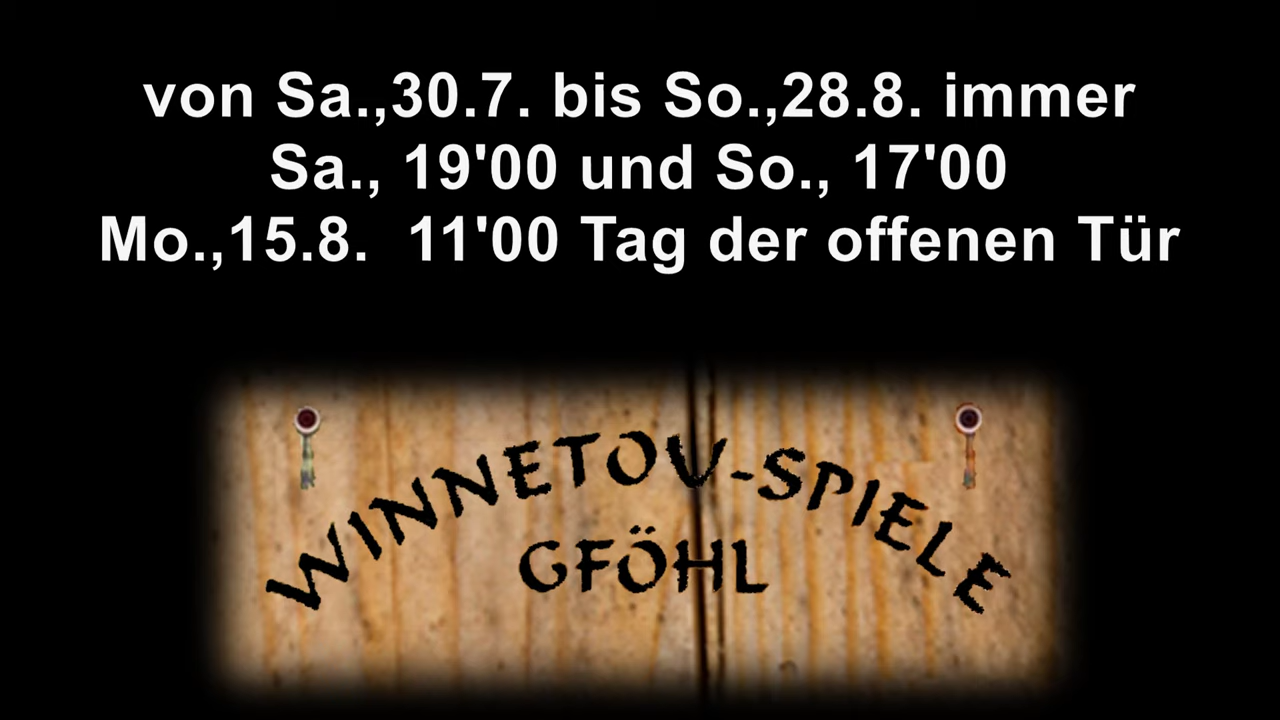 von Sa.,30.7. bis So.,28.8. immer
Sa., 19'00 und So., 17'00
Mo.,15.8.  11'00 Tag der offenen Tür
WINNETOU-SPIELE
GFÖHL